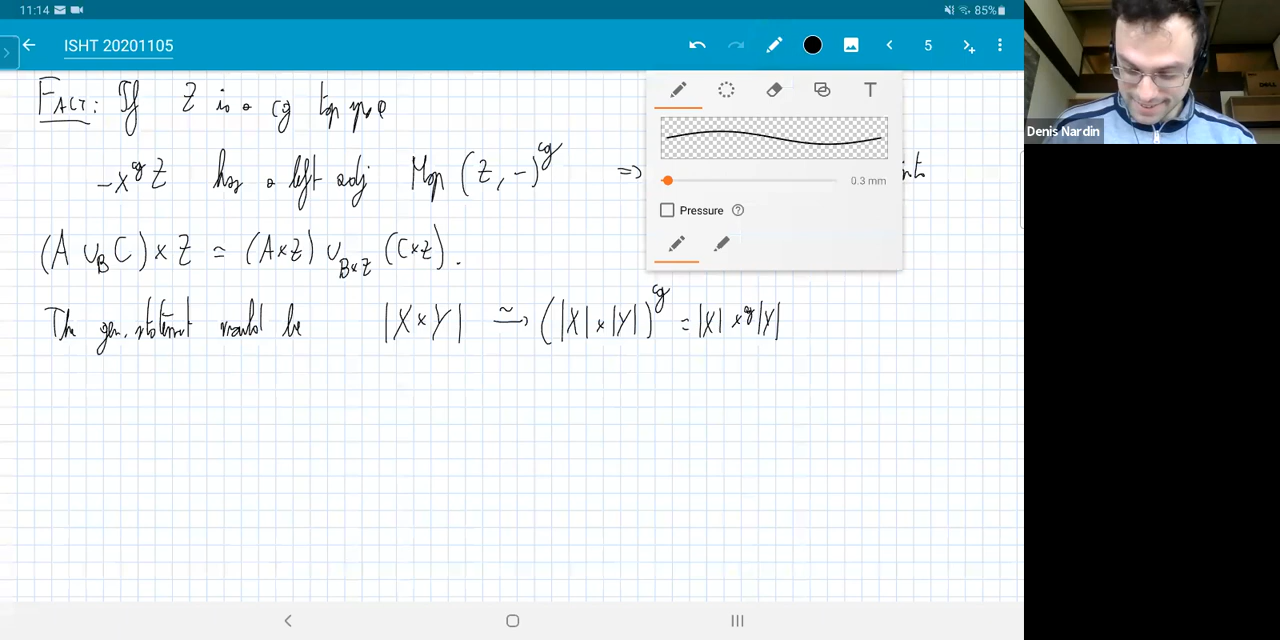 11:14
85%
ISHT 20201105
5
FACT: If Z is a cg top space
T
0.3 mm
Pressure
Denis Nardin
- ×^cg Z has a left adj Map (Z, -)^cg ⇒
(A ∪_B C) × Z = (A×Z) ∪_{B×Z} (C×Z).
The gen. statement would be |X × Y| ⥲ (|X| × |Y|)^cg = |X| ×^cg |Y|